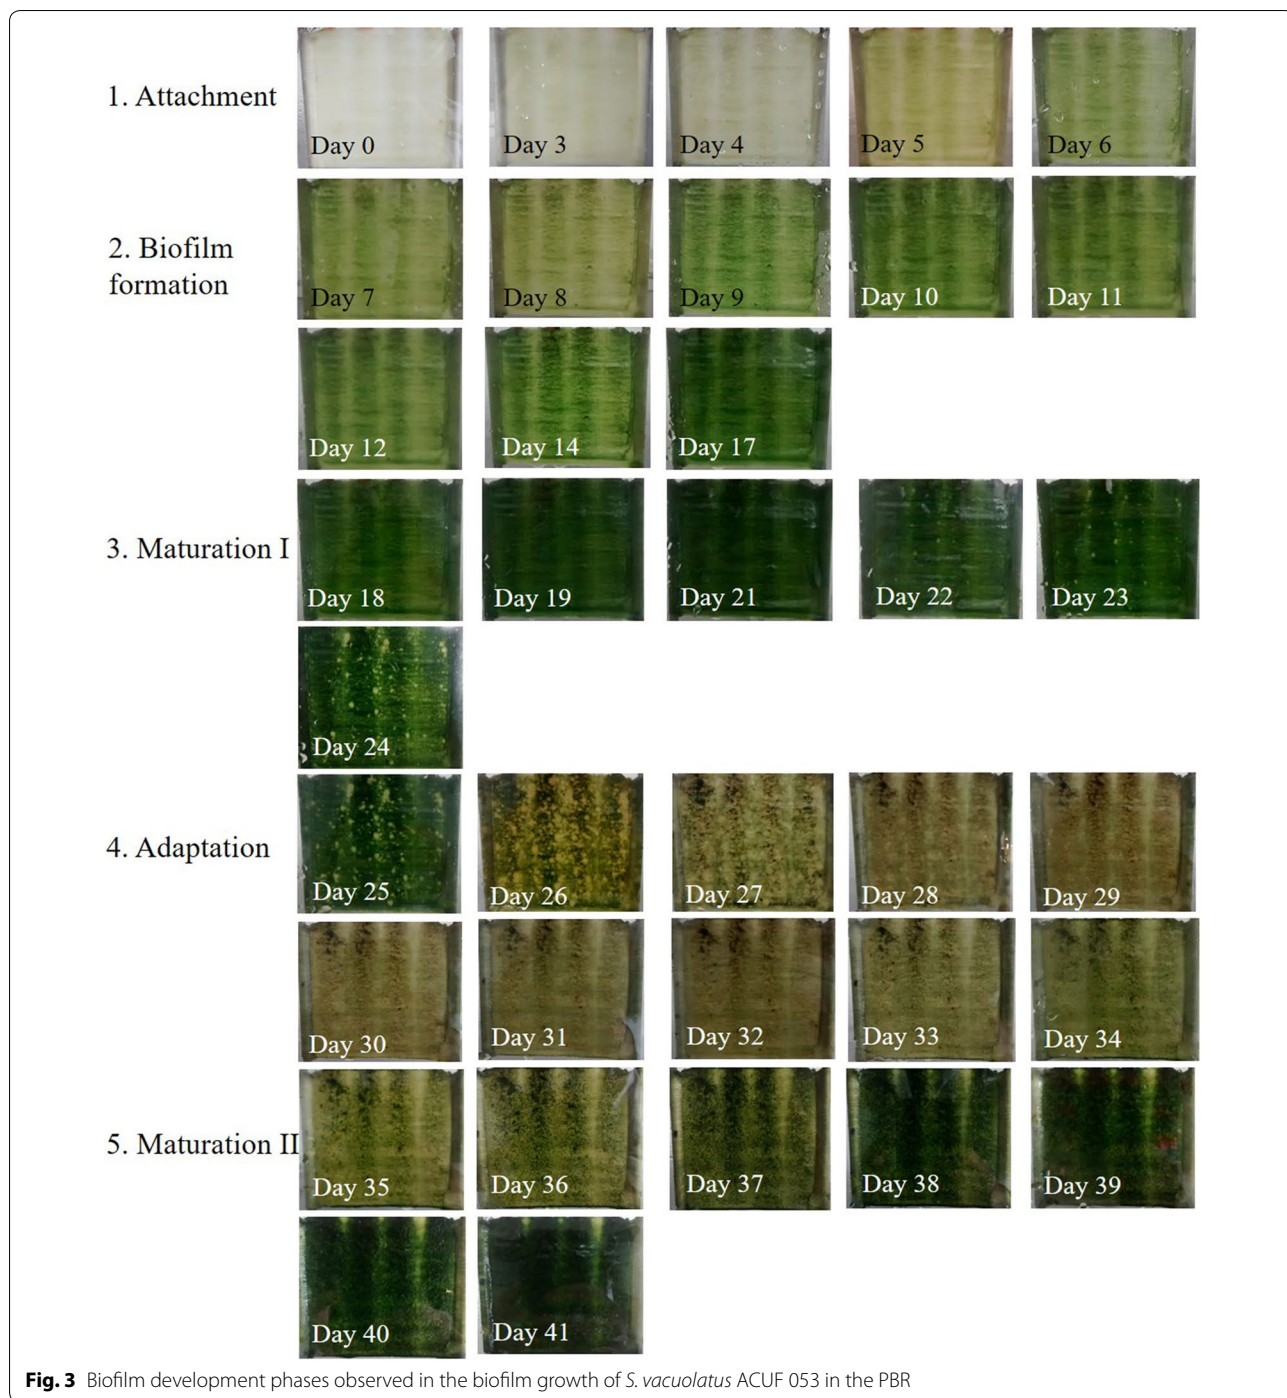 1. Attachment
Day 0
Day 3
Day 4
Day 5
Day 6
2. Biofilm
formation
Day 7
Day 8
Day 9
Day 10
Day 11
Day 12
Day 14
Day 17
3. Maturation I
Day 18
Day 19
Day 21
Day 22
Day 23
Day 24
4. Adaptation
Day 25
Day 26
Day 27
Day 28
Day 29
Day 30
Day 31
Day 32
Day 33
Day 34
5. Maturation II
Day 35
Day 36
Day 37
Day 38
Day 39
Day 40
Day 41
Fig. 3 Biofilm development phases observed in the biofilm growth of S. vacuolatus ACUF 053 in the PBR